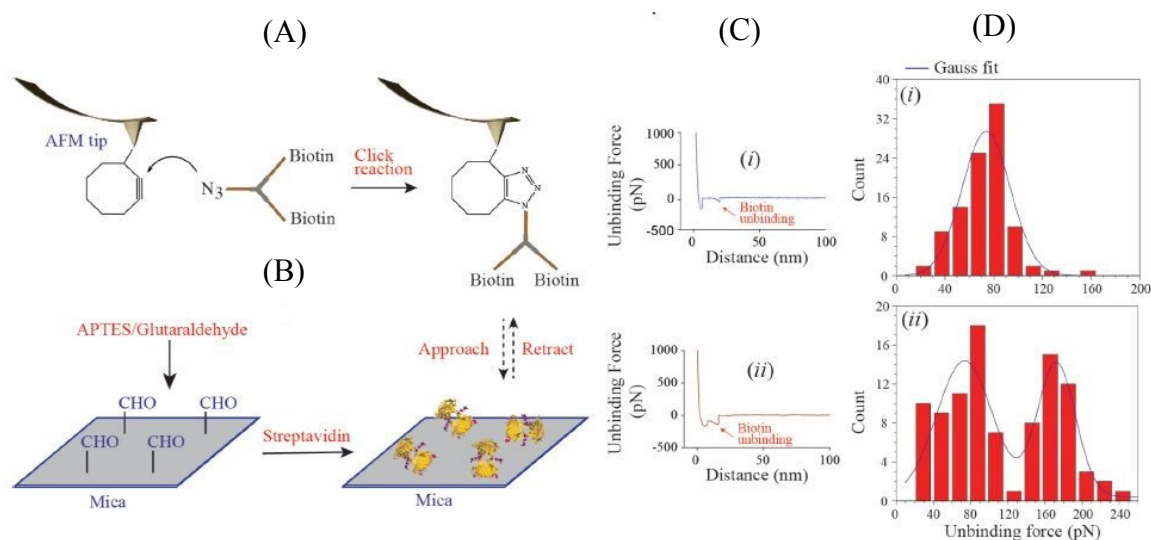 (A)
AFM tip
N3
Biotin
Biotin
Click
reaction
N
N
N
Biotin
Biotin
(B)
APTES/Glutaraldehyde
CHO
CHO
CHO
CHO
Mica
Streptavidin
Approach
Retract
Mica
(C)
Unbinding Force
(pN)
1000
500
0
-500
(i)
Biotin
unbinding
0
50
100
Distance (nm)
Unbinding Force
(pN)
1000
500
0
-500
(ii)
Biotin
unbinding
0
50
100
Distance (nm)
(D)
Gauss fit
(i)
Count
40
32
24
16
8
0
0
40
80
120
160
200
(ii)
Count
20
16
12
8
4
0
0
40
80
120
160
200
240
Unbinding force (pN)